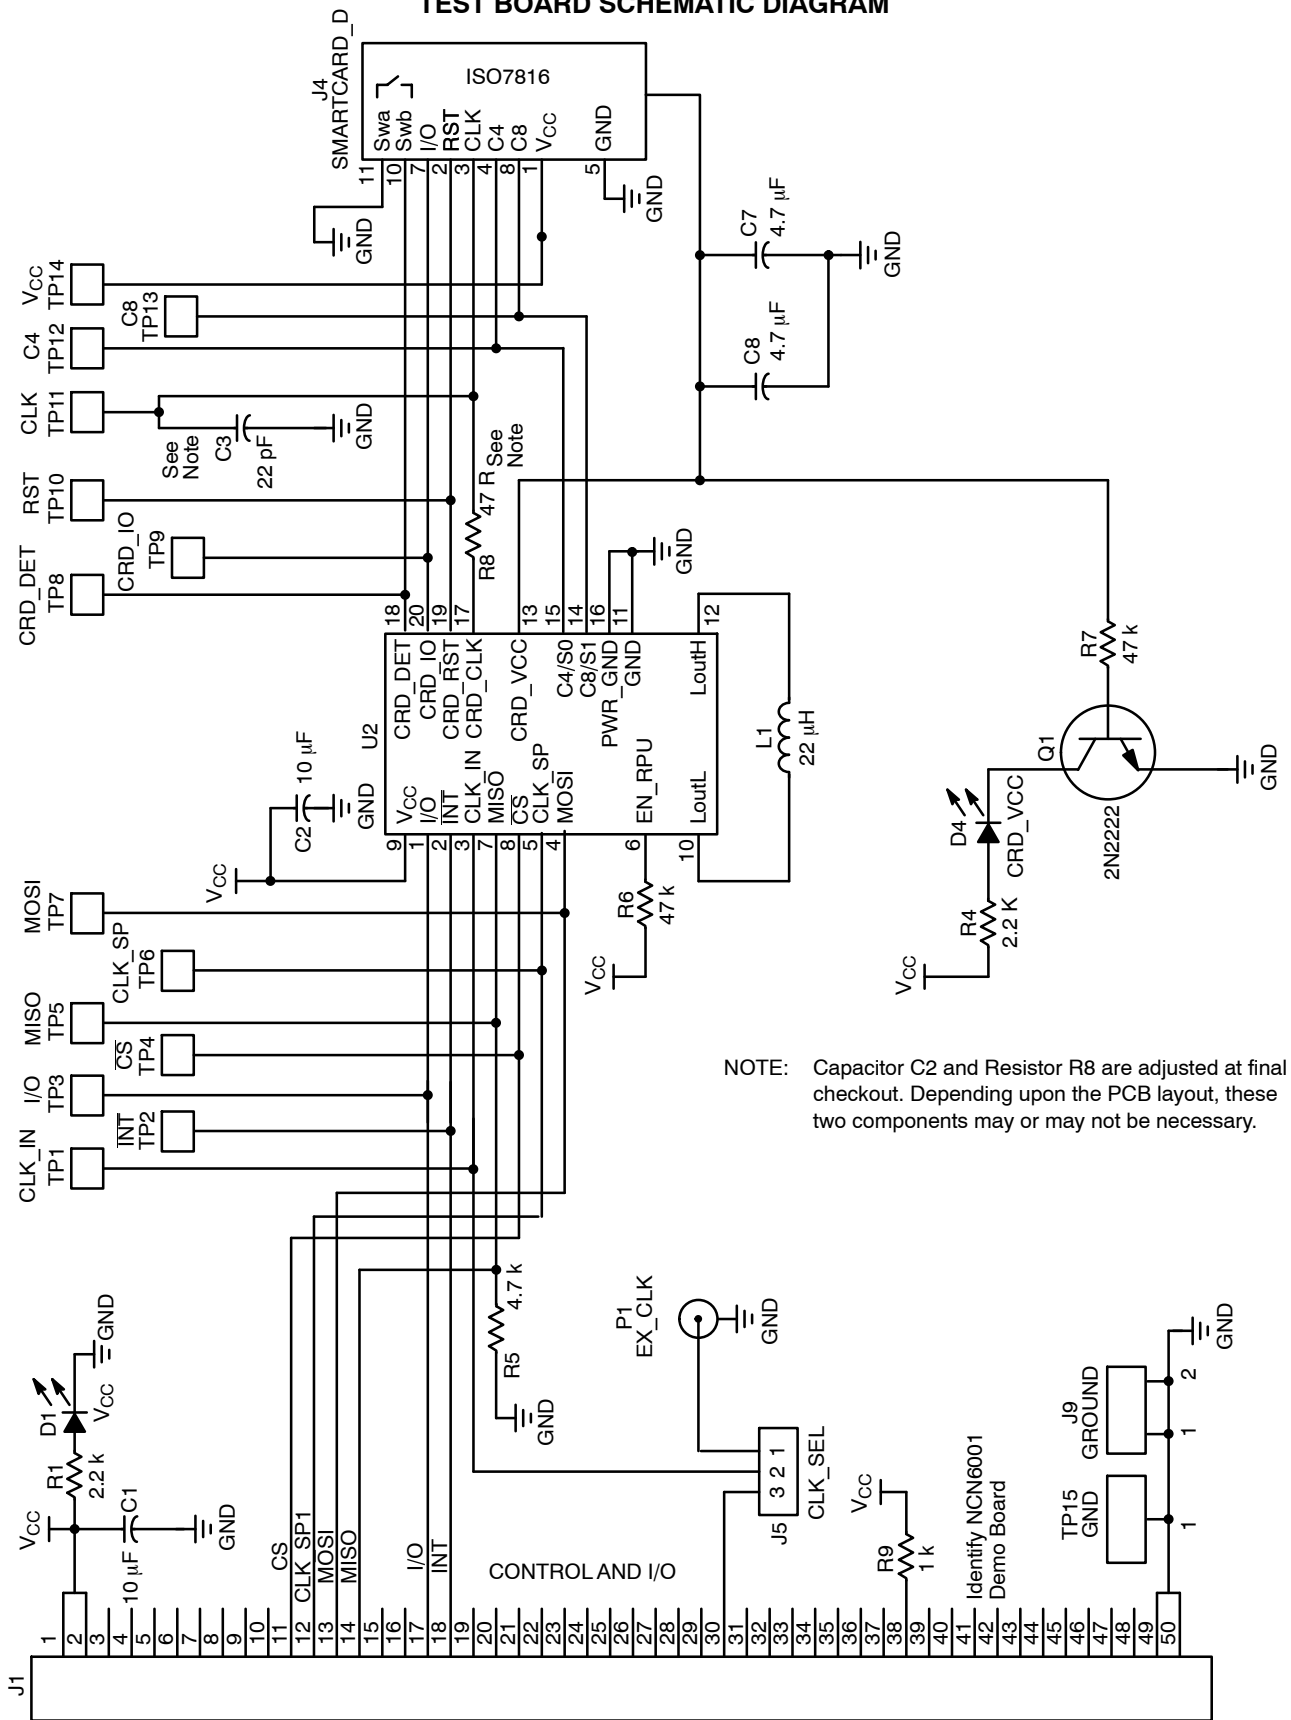 TEST BOARD SCHEMATIC DIAGRAM
J4
SMARTCARD_D
ISO7816
Swa
Swb
I/O
RST
CLK
C4
C8
VCC
GND
11
10
7
2
3
4
8
1
5
GND
GND
VCC
TP14
C8
TP13
C4
TP12
CLK
TP11
RST
TP10
CRD_IO
TP9
CRD_DET
TP8
See
Note
C3
22 pF
GND
R8
47 R
See
Note
C7
4.7 µF
C8
4.7 µF
GND
18
20
19
17
13
15
14
16
11
12
GND
U2
CRD_DET
CRD_IO
CRD_RST
CRD_CLK
CRD_VCC
C4/S0
C8/S1
PWR_GND
GND
LoutH
VCC
I/O
INT
CLK_IN
MISO
CS
CLK_SP
MOSI
EN_RPU
LoutL
9
1
2
3
7
8
5
4
6
10
L1
22 µH
C2
10 µF
GND
VCC
R6
47 k
VCC
R7
47 k
Q1
2N2222
GND
D4
CRD_VCC
R4
2.2 K
VCC
MOSI
TP7
CLK_SP
TP6
MISO
TP5
CS
TP4
I/O
TP3
INT
TP2
CLK_IN
TP1
NOTE: Capacitor C2 and Resistor R8 are adjusted at final
checkout. Depending upon the PCB layout, these
two components may or may not be necessary.
R5
4.7 k
GND
P1
EX_CLK
GND
J5
3 2 1
CLK_SEL
VCC
R9
1 k
Identify NCN6001
Demo Board
J9
GROUND
1
2
TP15
GND
1
GND
VCC
R1
2.2 k
D1
VCC
GND
C1
10 µF
GND
CS
CLK_SP1
MOSI
MISO
I/O
INT
CONTROL AND I/O
J1
1
2
3
4
5
6
7
8
9
10
11
12
13
14
15
16
17
18
19
20
21
22
23
24
25
26
27
28
29
30
31
32
33
34
35
36
37
38
39
40
41
42
43
44
45
46
47
48
49
50